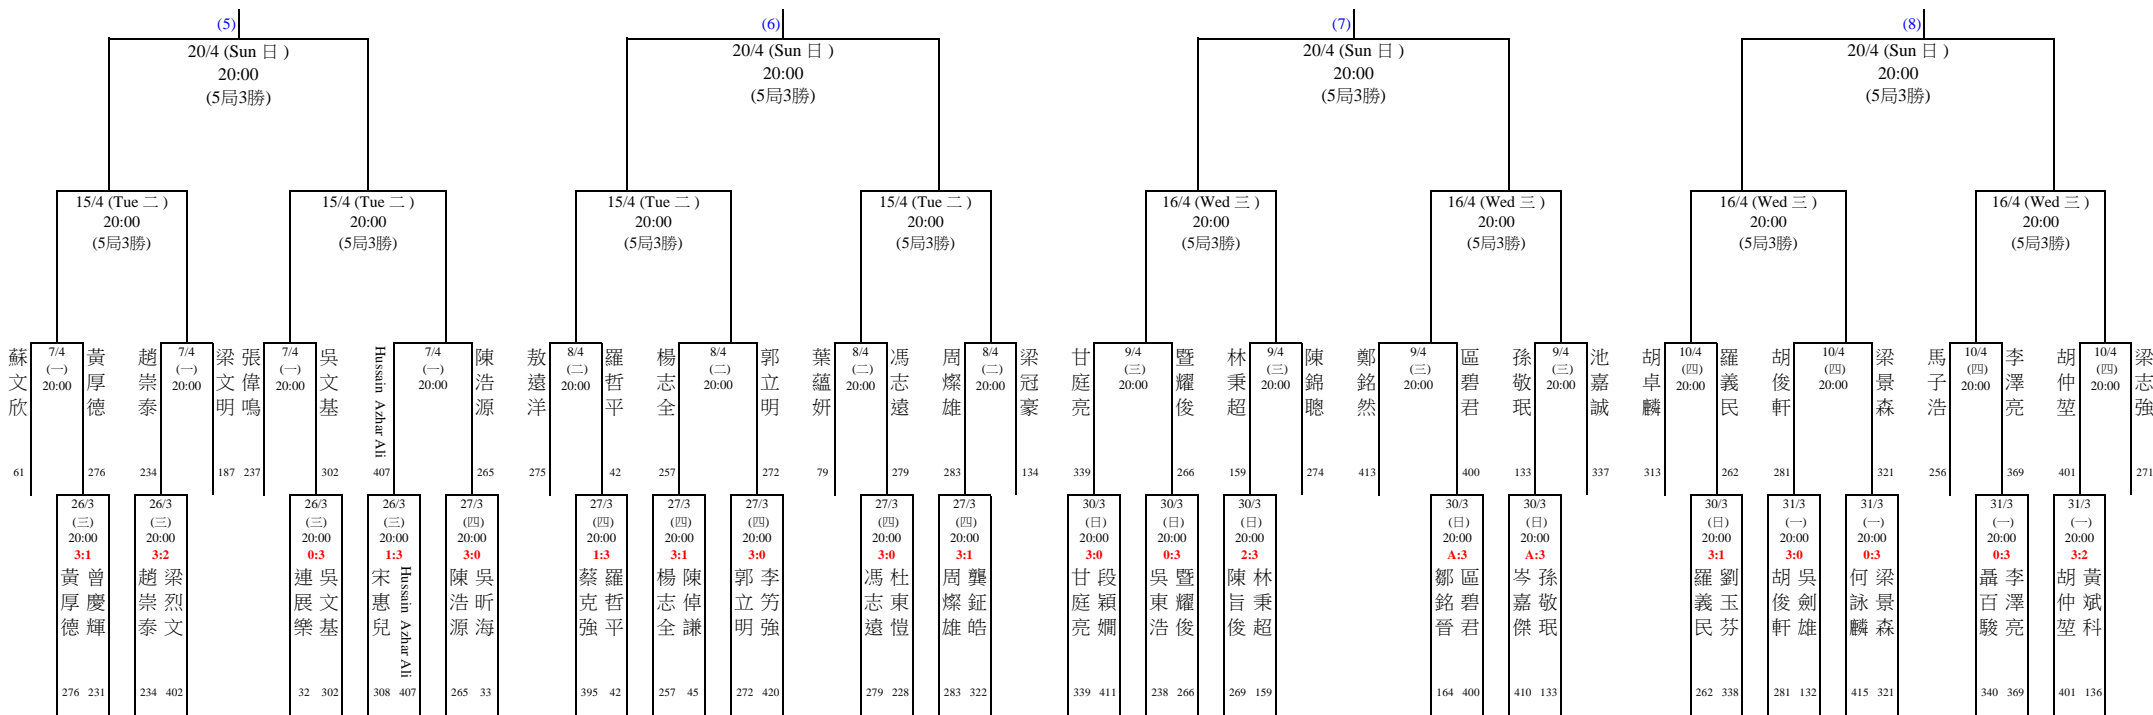 (5) (6) (7) (8)
20/4 (Sun 日 ) 20/4 (Sun 日 ) 20/4 (Sun 日 ) 20/4 (Sun 日 )
20:00 20:00 20:00 20:00
(5局3勝) (5局3勝) (5局3勝) (5局3勝)
15/4 (Tue 二 ) 15/4 (Tue 二 ) 15/4 (Tue 二 ) 15/4 (Tue 二 ) 16/4 (Wed 三 ) 16/4 (Wed 三 ) 16/4 (Wed 三 ) 16/4 (Wed 三 )
20:00 20:00 20:00 20:00 20:00 20:00 20:00 20:00
(5局3勝) (5局3勝) (5局3勝) (5局3勝) (5局3勝) (5局3勝) (5局3勝) (5局3勝)
7/4 7/4 7/4 7/4 8/4 8/4 8/4 8/4 9/4 9/4 9/4 9/4 10/4 10/4 10/4 10/4
(一) (一) (一) (一) (二) (二) (二) (二) (三) (三) (三) (三) (四) (四) (四) (四)
20:00 20:00 20:00 20:00 20:00 20:00 20:00 20:00 20:00 20:00 20:00 20:00 20:00 20:00 20:00 20:00
蘇文欣 黃厚德 趙崇泰 梁文明 張偉鳴 吳文基 Hussain Azhar Ali 陳浩源 敖遠洋 羅哲平 楊志全 郭立明 葉蘊妍 馮志遠 周燦雄 梁冠豪 甘庭亮 暨耀俊 林秉超 陳錦聰 鄭銘然 區碧君 孫敬珉 池嘉誠 胡卓麟 羅義民 胡俊軒 梁景森 馬子浩 李澤亮 胡仲堃 梁志強
61 276 234 187 237 302 407 265 275 42 257 272 79 279 283 134 339 266 159 274 413 400 133 337 313 262 281 321 256 369 401 271
26/3 26/3 26/3 26/3 27/3 27/3 27/3 27/3 27/3 27/3 30/3 30/3 30/3 30/3 30/3 30/3 31/3 31/3 31/3 31/3
(三) (三) (三) (三) (四) (四) (四) (四) (四) (四) (日) (日) (日) (日) (日) (日) (一) (一) (一) (一)
20:00 20:00 20:00 20:00 20:00 20:00 20:00 20:00 20:00 20:00 20:00 20:00 20:00 20:00 20:00 20:00 20:00 20:00 20:00 20:00
3:1 3:2 0:3 1:3 3:0 1:3 3:1 3:0 3:0 3:1 3:0 0:3 2:3 A:3 A:3 3:1 3:0 0:3 0:3 3:2
黃厚德 曾慶輝 趙崇泰 梁烈文 連展樂 吳文基 宋惠兒 Hussain Azhar Ali 陳浩源 吳昕海 蔡克強 羅哲平 楊志全 陳倬謙 郭立明 李竻強 馮志遠 杜東愷 周燦雄 龔鉦皓 甘庭亮 段穎嫺 吳東浩 暨耀俊 陳旨俊 林秉超 鄒銘晉 區碧君 岑嘉傑 孫敬珉 羅義民 劉玉芬 胡俊軒 吳劍雄 何詠麟 梁景森 聶百駿 李澤亮 胡仲堃 黃斌科
276 231 234 402 32 302 308 407 265 33 395 42 257 45 272 420 279 228 283 322 339 411 238 266 269 159 164 400 410 133 262 338 281 132 415 321 340 369 401 136